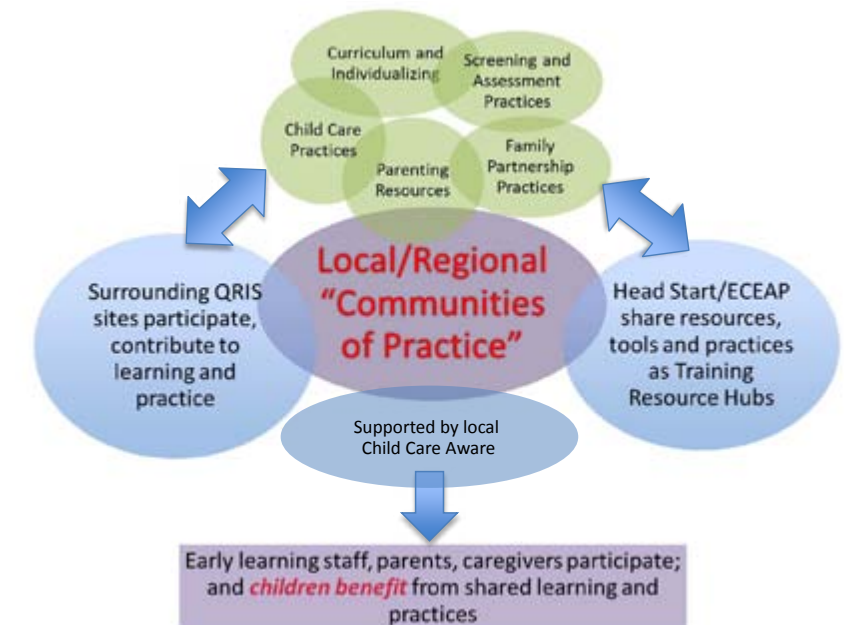 Curriculum and
Individualizing
Screening and
Assessment
Practices
Child Care
Practices
Parenting
Resources
Family
Partnership
Practices
Local/Regional
“Communities
of Practice”
Surrounding QRIS
sites participate,
contribute to
learning and
practice
Head Start/ECEAP
share resources,
tools and practices
as Training
Resource Hubs
Supported by local
Child Care Aware
Early learning staff, parents, caregivers participate;
and children benefit from shared learning and
practices